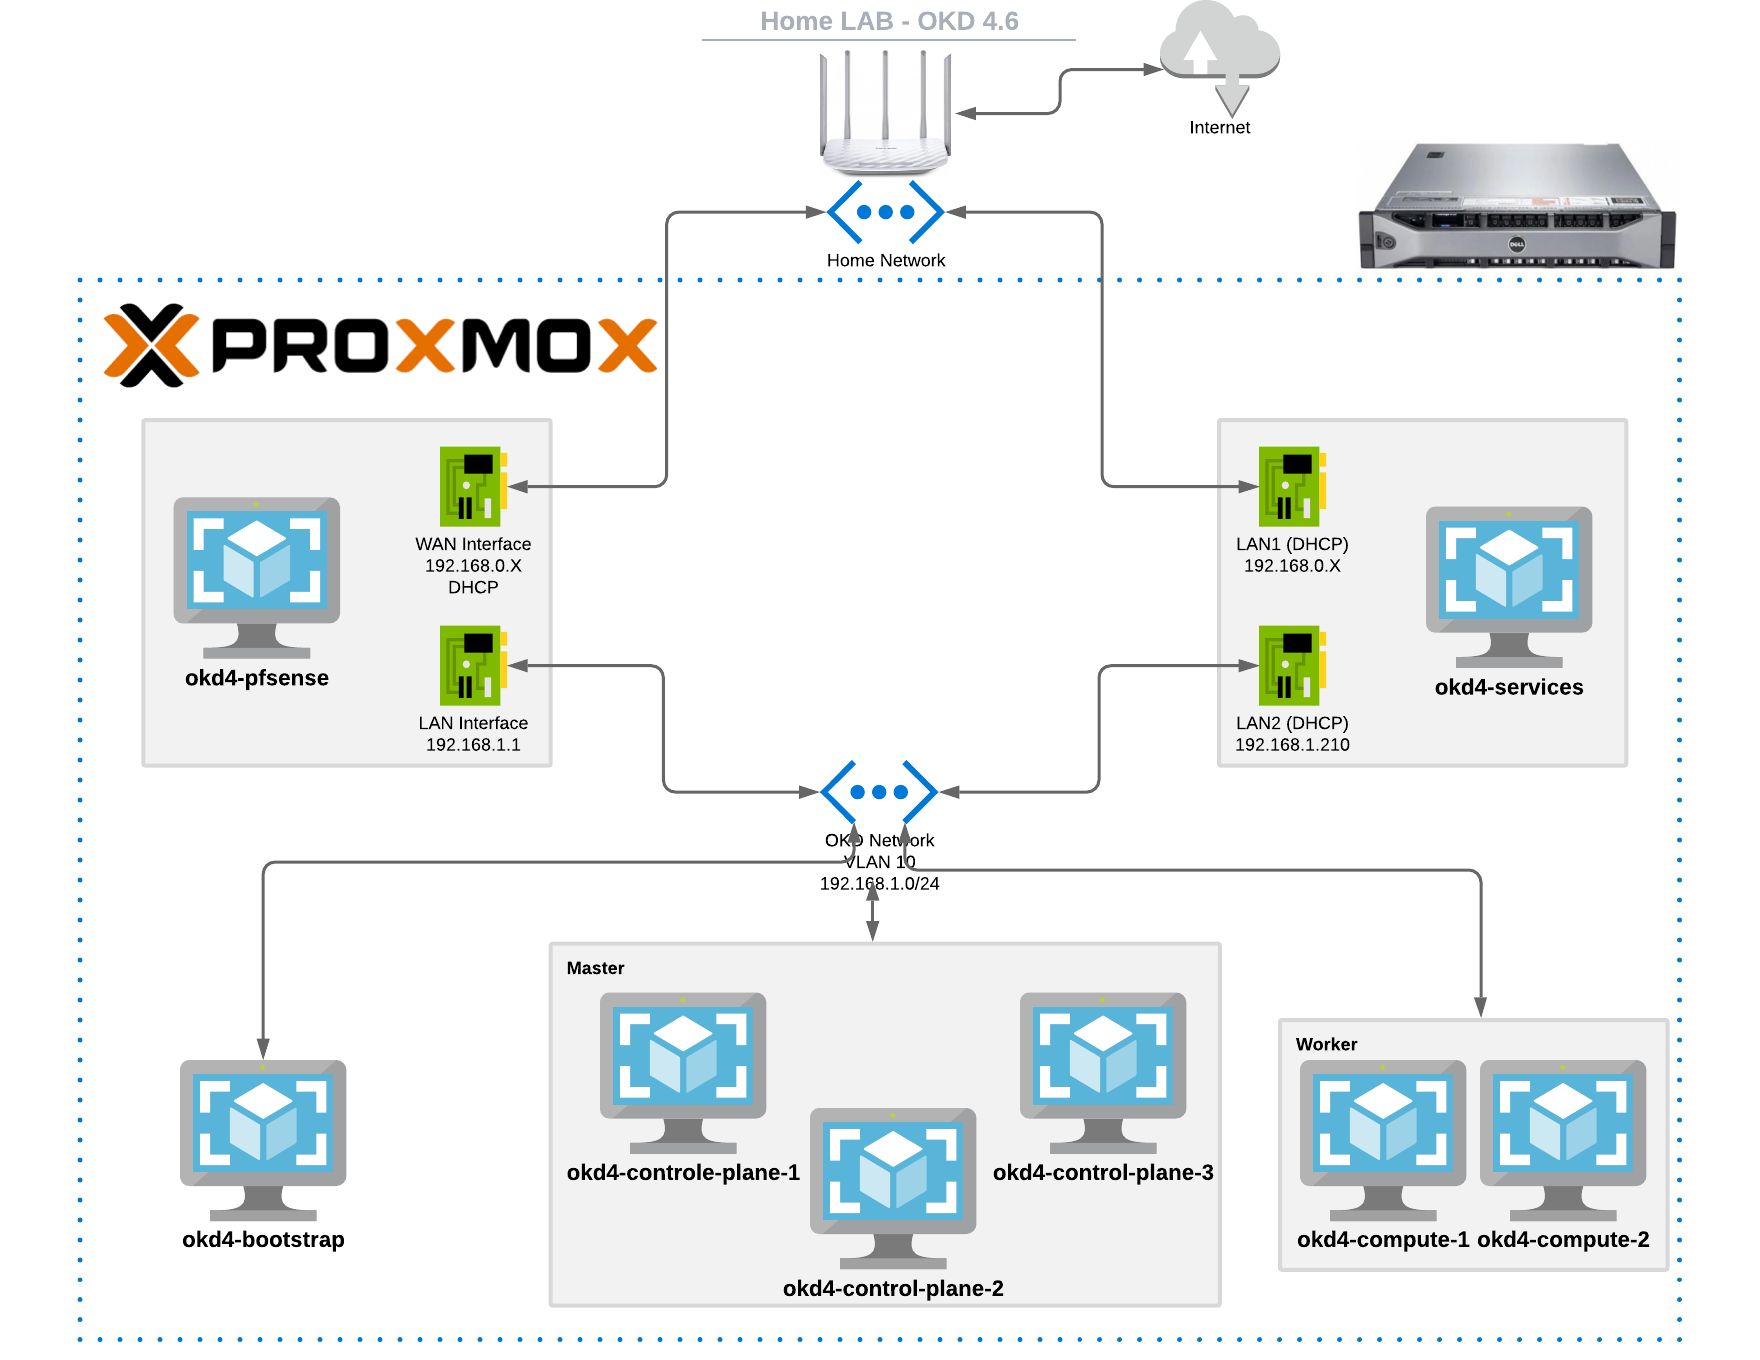 Home LAB - OKD 4.6
Internet
DELL
Home Network
PROXMOX
WAN Interface
192.168.0.X
DHCP
okd4-pfsense
LAN Interface
192.168.1.1
LAN1 (DHCP)
192.168.0.X
okd4-services
LAN2 (DHCP)
192.168.1.210
OKD Network
VLAN 10
192.168.1.0/24
Master
okd4-controle-plane-1
okd4-control-plane-3
okd4-control-plane-2
Worker
okd4-compute-1
okd4-compute-2
okd4-bootstrap